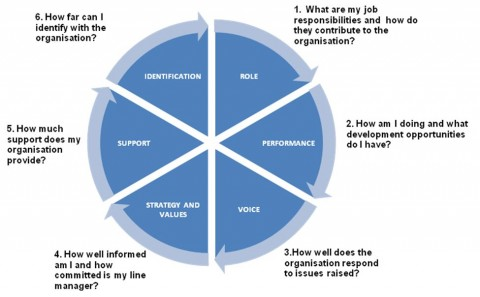 6. How far can I
identify with the
organisation?
1. What are my job
responsibilities and how do
they contribute to the
organisation?
IDENTIFICATION
ROLE
2. How am I doing and what
development opportunities
do I have?
5. How much
support does my
organisation
provide?
SUPPORT
PERFORMANCE
STRATEGY AND
VALUES
VOICE
4. How well informed
am I and how
committed is my line
manager?
3.How well does the
organisation respond
to issues raised?